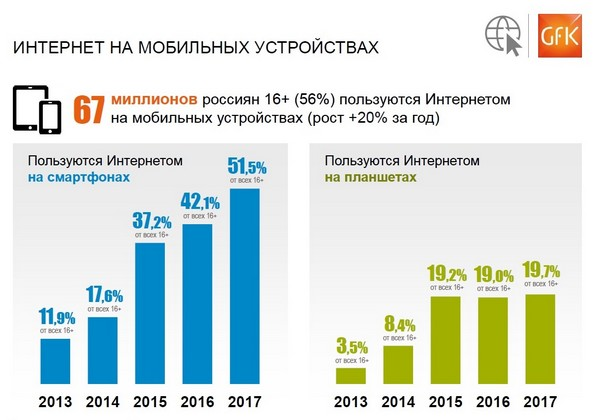 ИНТЕРНЕТ НА МОБИЛЬНЫХ УСТРОЙСТВАХ
GfK
67 миллионов россиян 16+ (56%) пользуются Интернетом
на мобильных устройствах (рост +20% за год)
Пользуются Интернетом
на смартфонах
11,9%
от всех 16+
17,6%
от всех 16+
37,2%
от всех 16+
42,1%
от всех 16+
51,5%
от всех 16+
2013 2014 2015 2016 2017
Пользуются Интернетом
на планшетах
3,5%
от всех 16+
8,4%
от всех 16+
19,2%
от всех 16+
19,0%
от всех 16+
19,7%
от всех 16+
2013 2014 2015 2016 2017